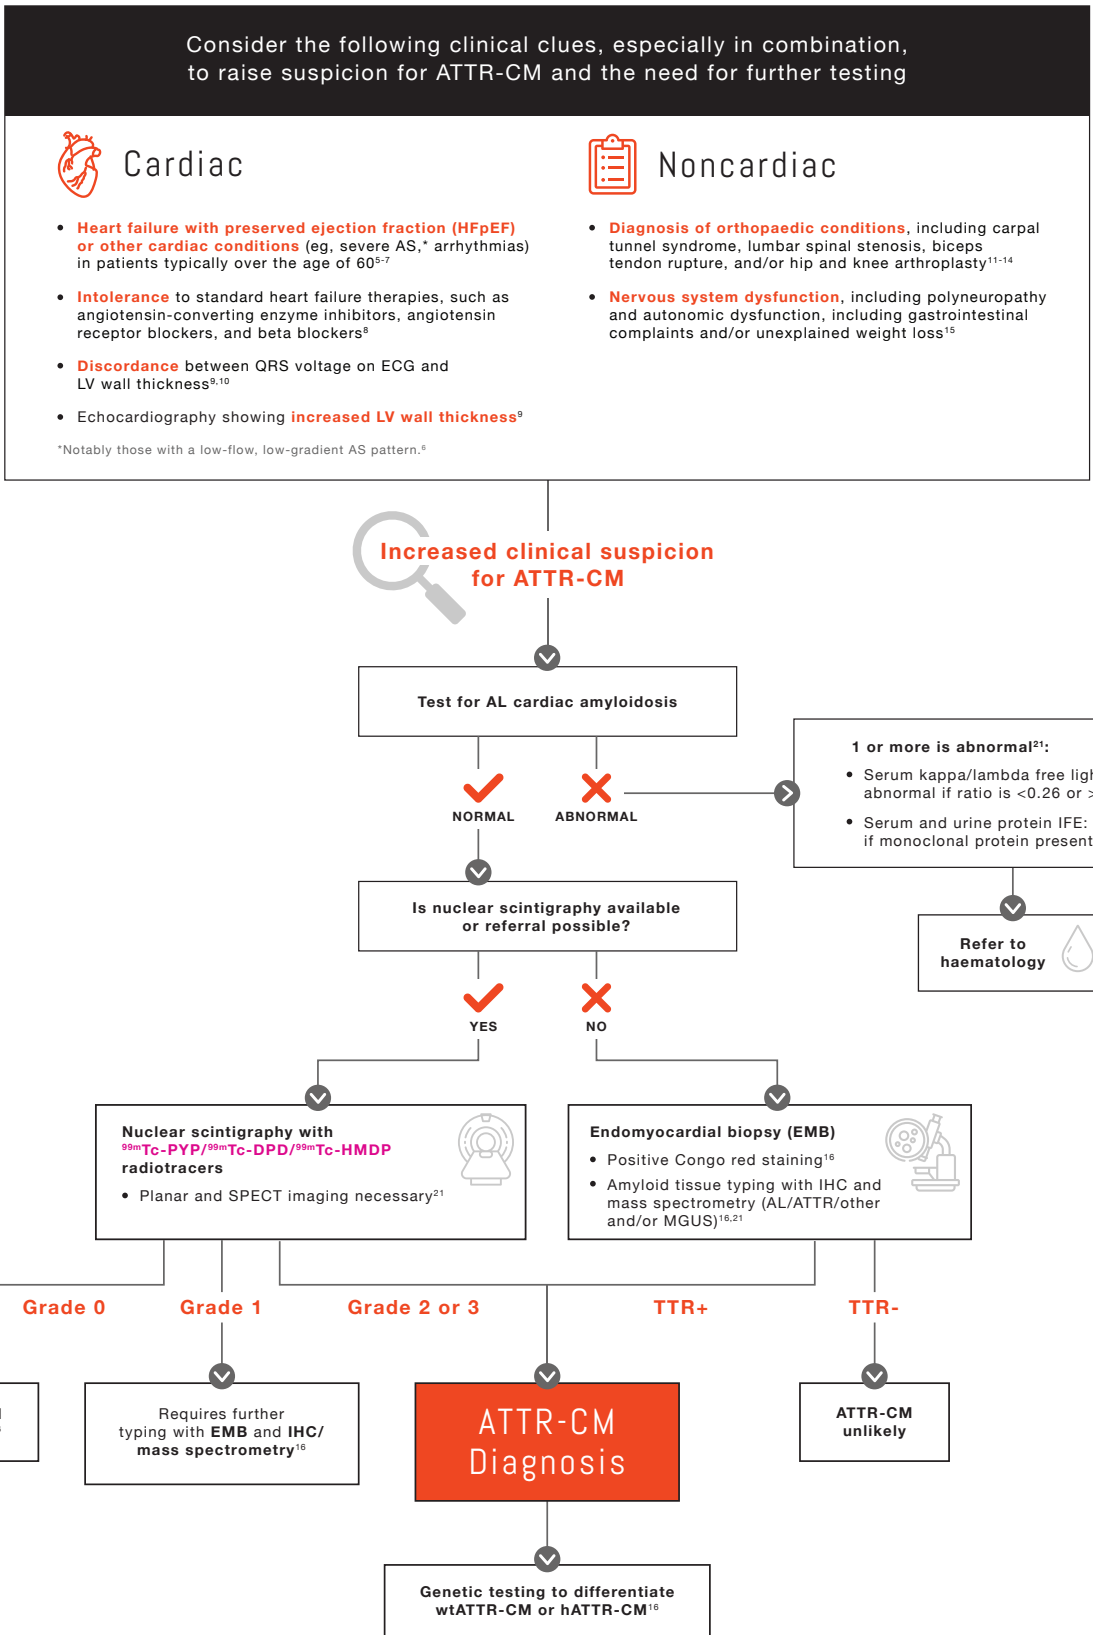 Consider the following clinical clues, especially in combination,
to raise suspicion for ATTR-CM and the need for further testing
Cardiac
• Heart failure with preserved ejection fraction (HFpEF)
or other cardiac conditions (eg, severe AS,* arrhythmias)
in patients typically over the age of 60⁵⁻⁷
• Intolerance to standard heart failure therapies, such as
angiotensin-converting enzyme inhibitors, angiotensin
receptor blockers, and beta blockers⁸
• Discordance between QRS voltage on ECG and
LV wall thickness⁹,¹⁰
• Echocardiography showing increased LV wall thickness⁹
*Notably those with a low-flow, low-gradient AS pattern.⁶
Noncardiac
• Diagnosis of orthopaedic conditions, including carpal
tunnel syndrome, lumbar spinal stenosis, biceps
tendon rupture, and/or hip and knee arthroplasty¹¹⁻¹⁴
• Nervous system dysfunction, including polyneuropathy
and autonomic dysfunction, including gastrointestinal
complaints and/or unexplained weight loss¹⁵
Increased clinical suspicion
for ATTR-CM
Test for AL cardiac amyloidosis
NORMAL
ABNORMAL
1 or more is abnormal²¹:
• Serum kappa/lambda free
abnormal if ratio is <0.26 or >
• Serum and urine protein IFE:
if monoclonal protein present
Refer to
haematology
Is nuclear scintigraphy available
or referral possible?
YES
NO
Nuclear scintigraphy with
⁹⁹ᵐTc-PYP/⁹⁹ᵐTc-DPD/⁹⁹ᵐTc-HMDP
radiotracers
• Planar and SPECT imaging necessary²¹
Endomyocardial biopsy (EMB)
• Positive Congo red staining¹⁶
• Amyloid tissue typing with IHC and
mass spectrometry (AL/ATTR/other
and/or MGUS)¹⁶,²¹
Grade 0
Grade 1
Grade 2 or 3
TTR+
TTR-
Requires further
typing with EMB and IHC/
mass spectrometry¹⁶
ATTR-CM
Diagnosis
ATTR-CM
unlikely
Genetic testing to differentiate
wtATTR-CM or hATTR-CM¹⁶